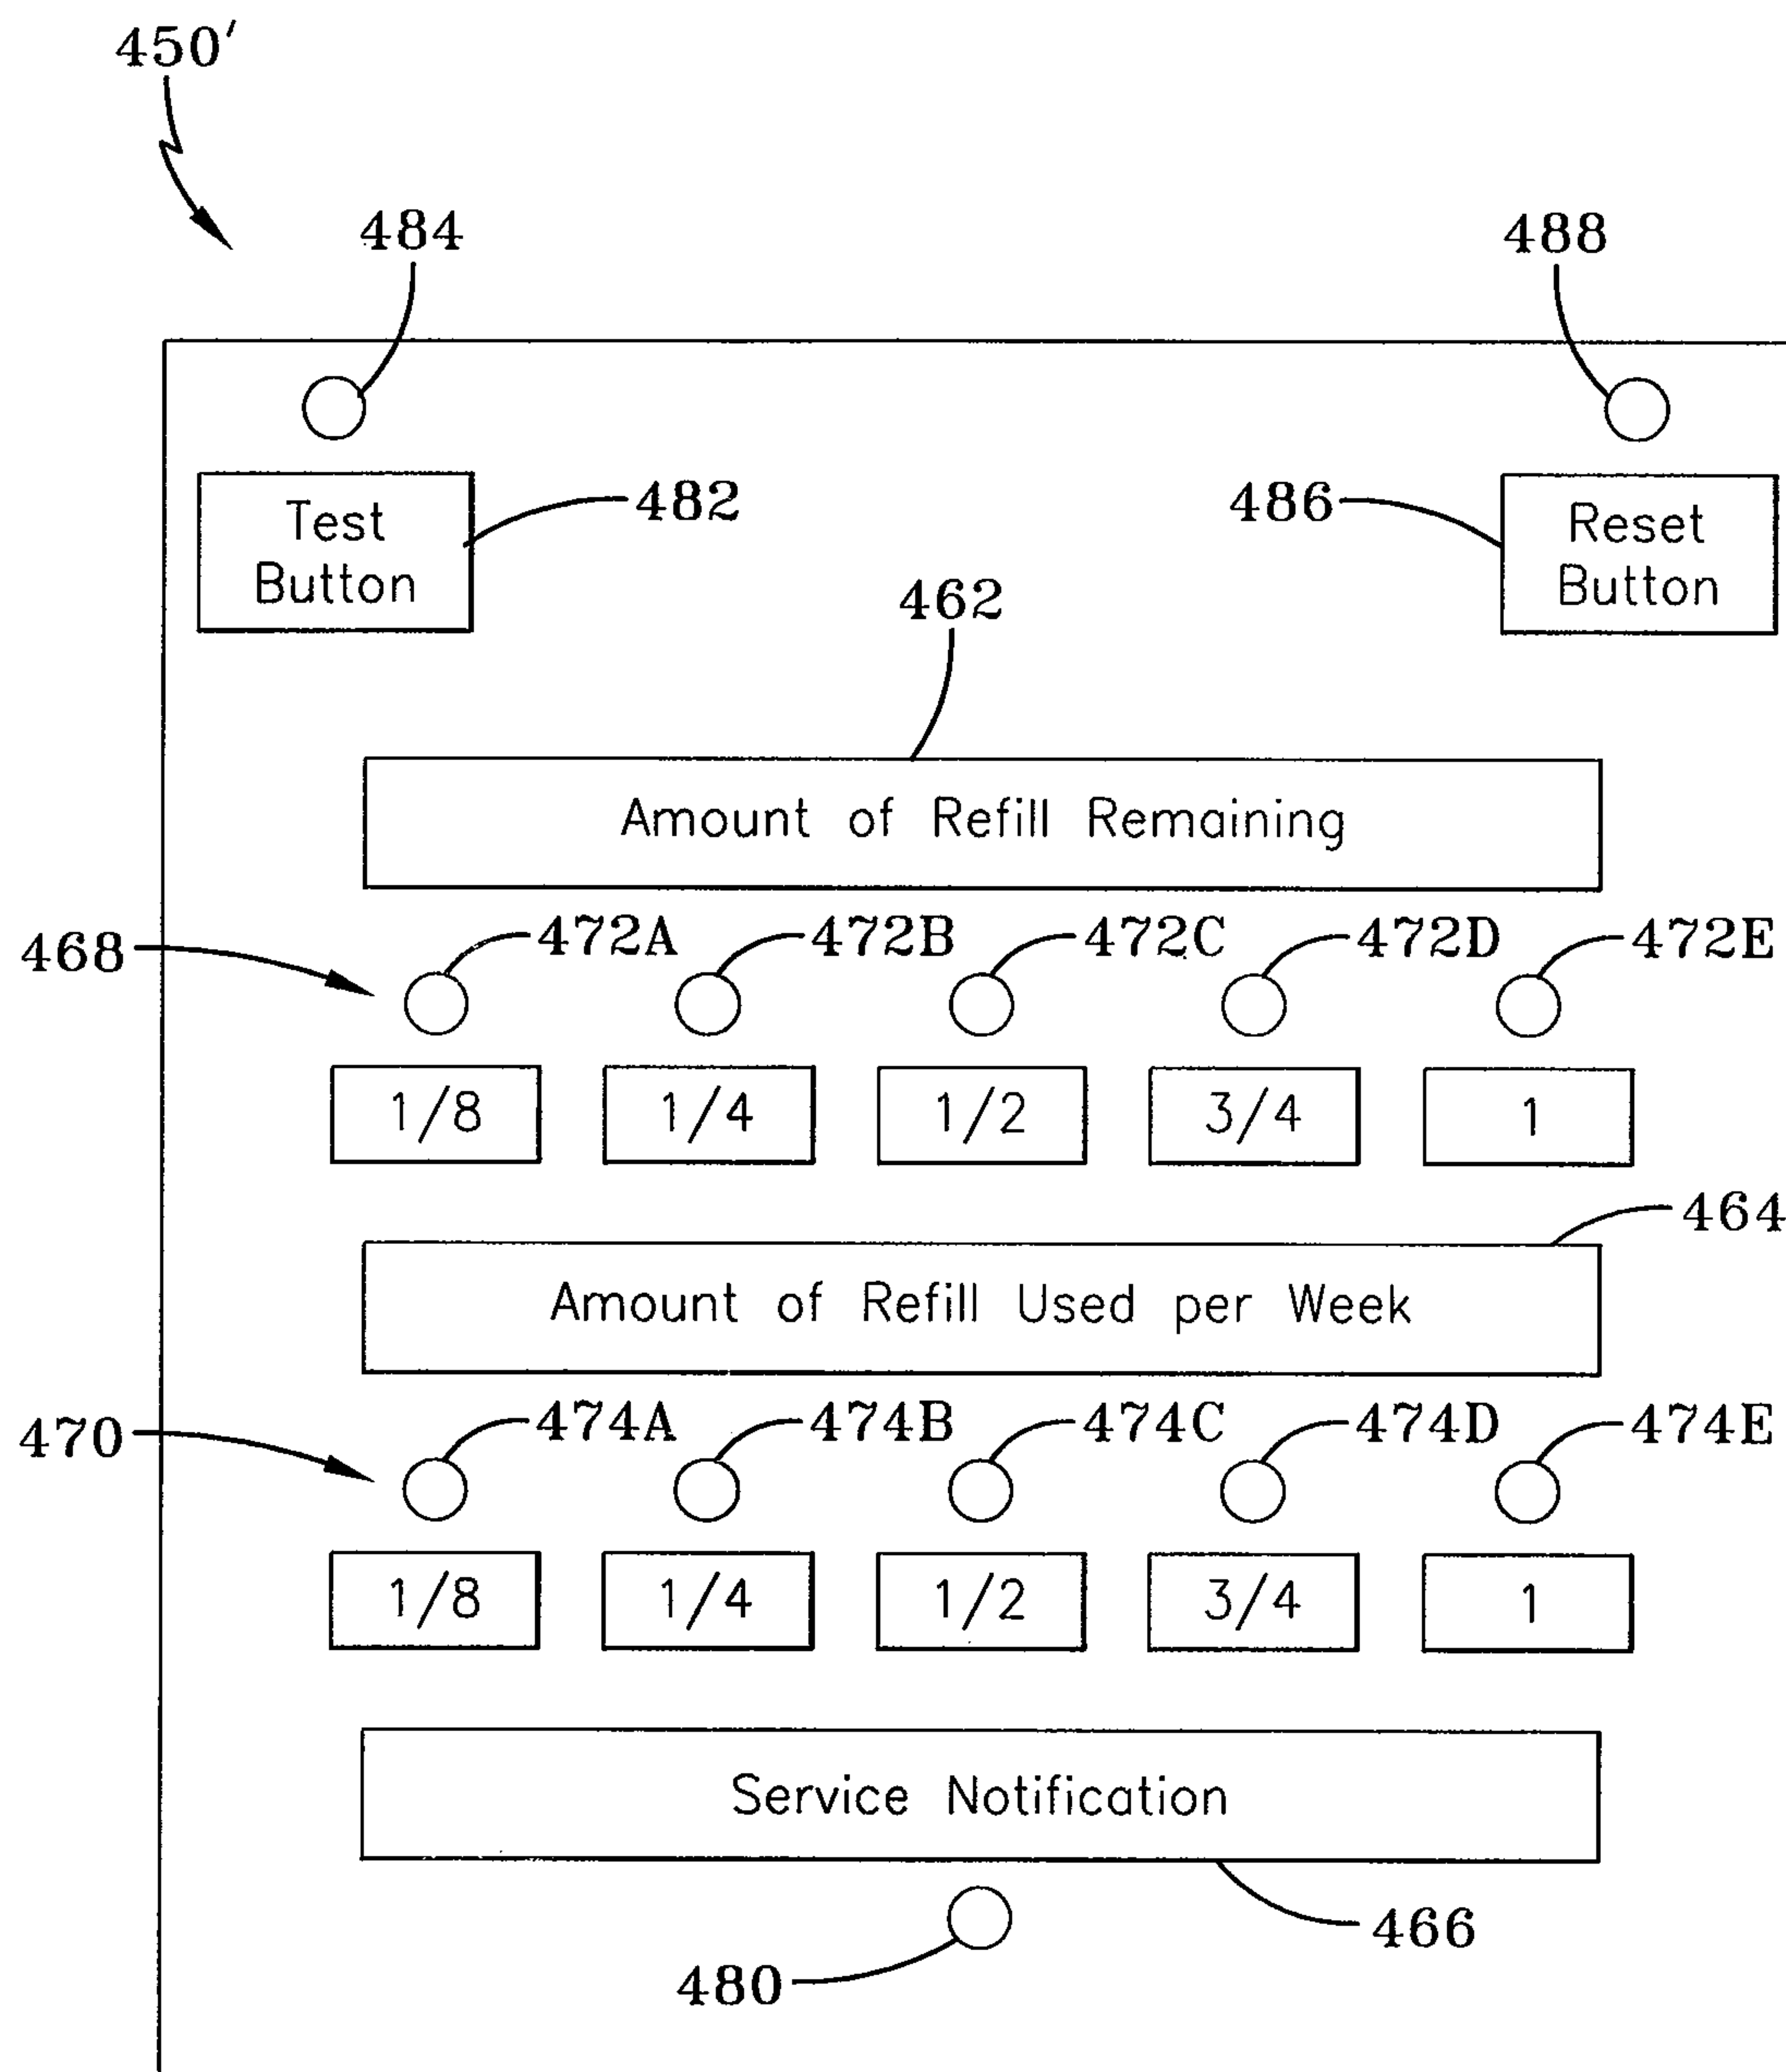 450'
484
488
Test
Button
482
486
Reset
Button
462
Amount of Refill Remaining
468
472A 472B 472C 472D 472E
1/8 1/4 1/2 3/4 1
464
Amount of Refill Used per Week
470
474A 474B 474C 474D 474E
1/8 1/4 1/2 3/4 1
Service Notification
466
480